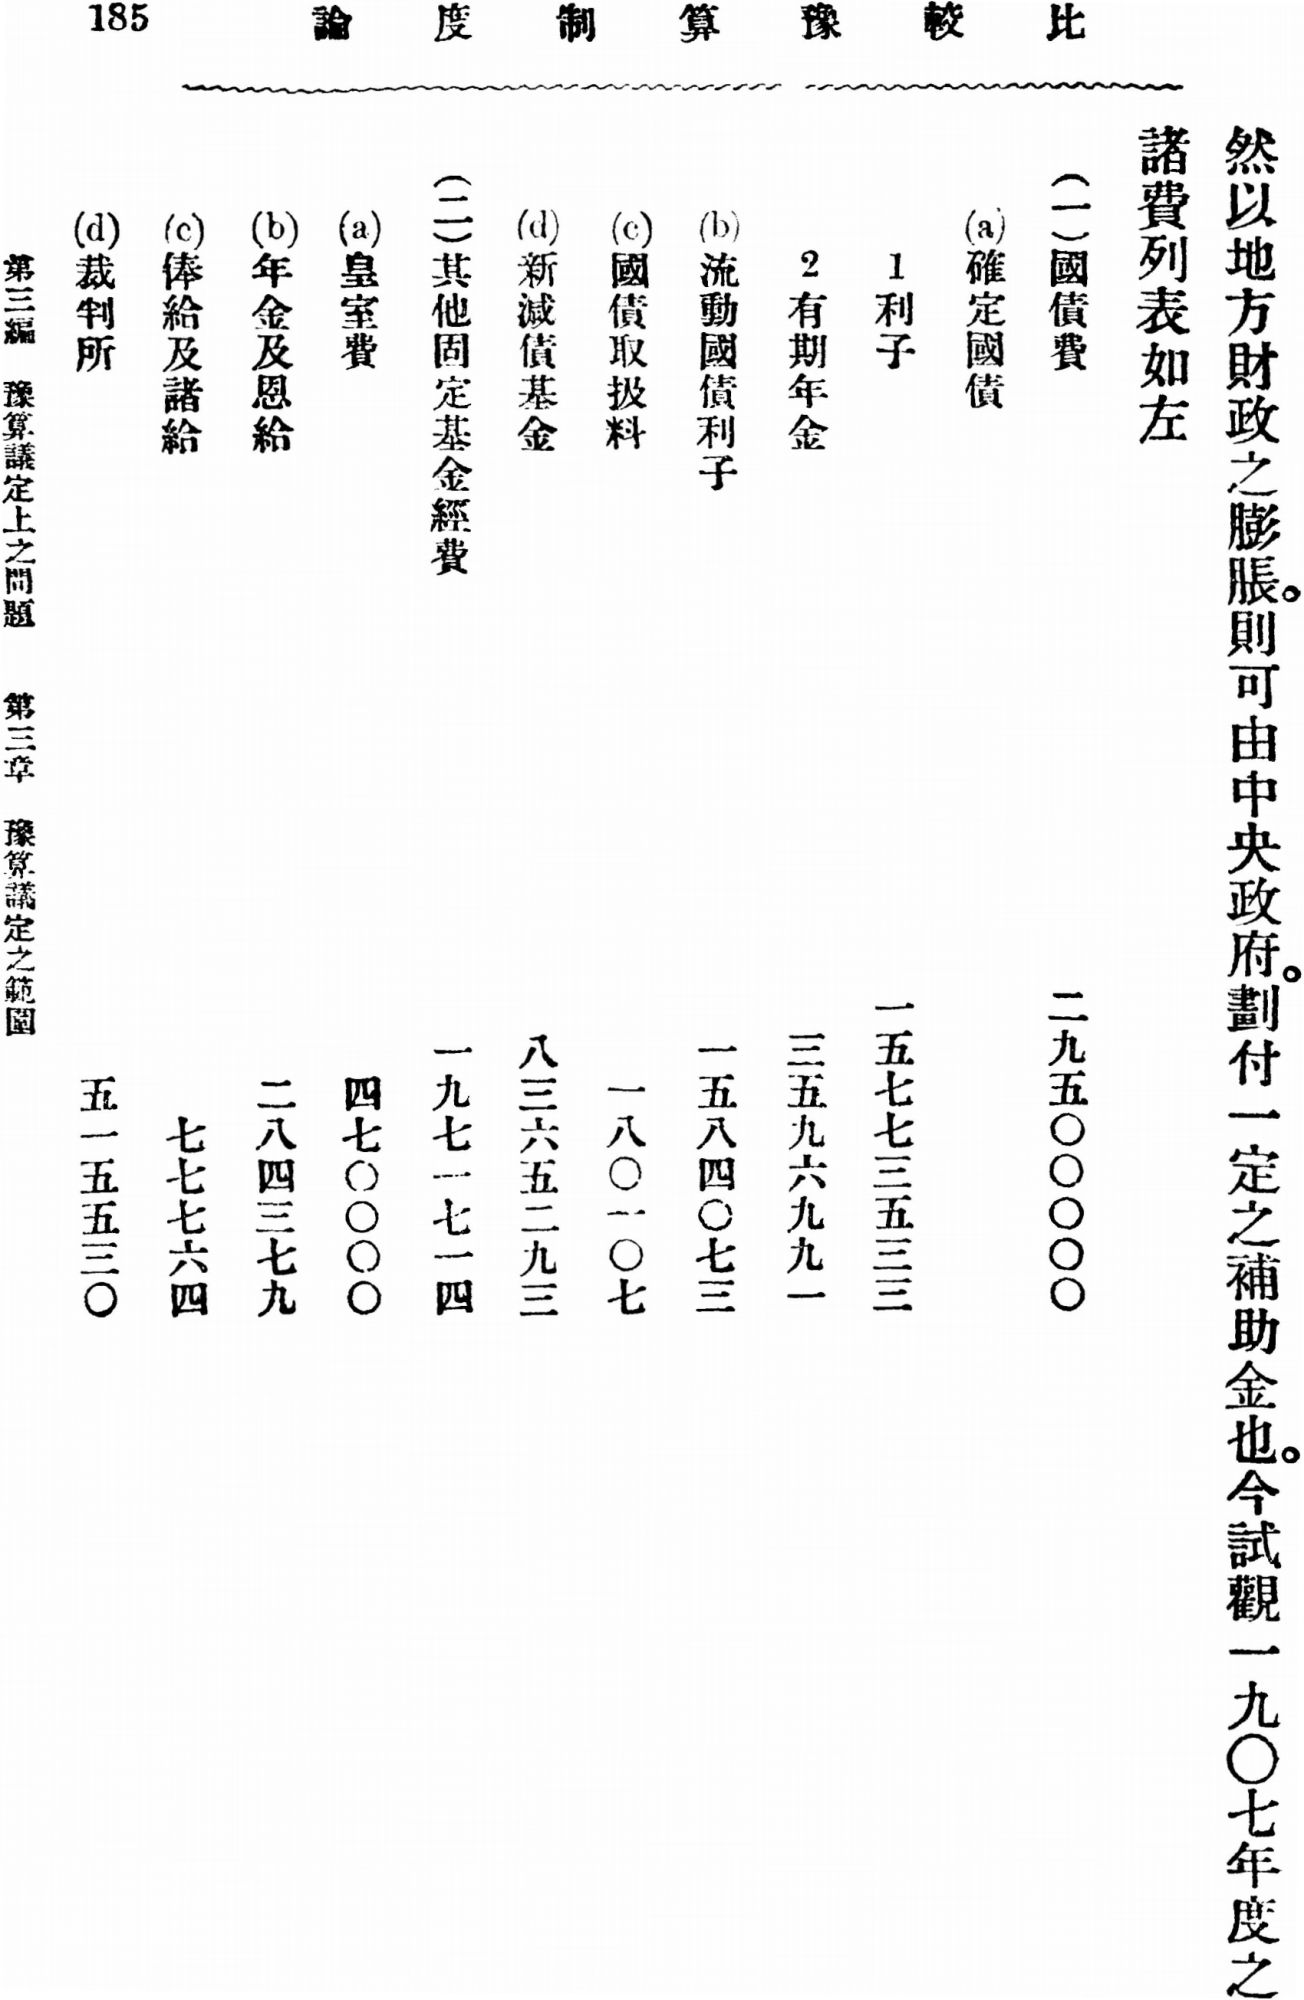 比較豫算制度論
185
然以地方財政之膨脹。則可由中央政府。劃付一定之補助金也。今試觀一九〇七年度之
諸費列表如左
(一)國債費 二九五〇〇〇〇〇
(a)確定國債
1利子 一五七七三五三三
2有期年金 三五九六九九一
(b)流動國債利子 一五八四〇七三
(c)國債取扱料 一八〇一〇七
(d)新減債基金 八三六五二九三
(二)其他固定基金經費 一九七一七一四
(a)皇室費 四七〇〇〇〇
(b)年金及恩給 二八四三七九
(c)俸給及諸給 七七七六四
(d)裁判所 五一五五三〇
第三編 豫算議定上之問題 第三章 豫算議定之範圍